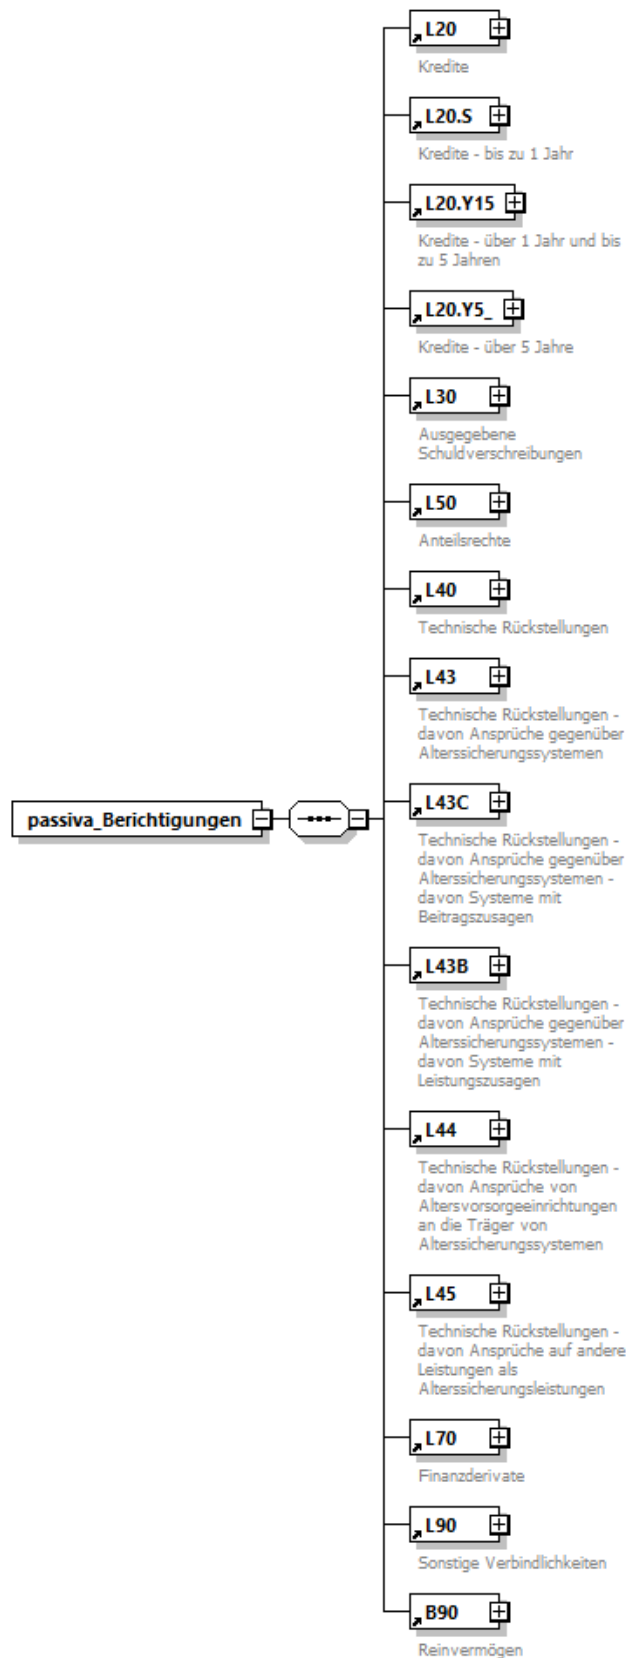 L20
Kredite
L20.S
Kredite - bis zu 1 Jahr
L20.Y15
Kredite - über 1 Jahr und bis
zu 5 Jahren
L20.Y5_
Kredite - über 5 Jahre
L30
Ausgegebene
Schuldverschreibungen
L50
Anteilsrechte
L40
Technische Rückstellungen
L43
Technische Rückstellungen -
davon Ansprüche gegenüber
Alterssicherungssystemen
passiva_Berichtigungen
L43C
Technische Rückstellungen -
davon Ansprüche gegenüber
Alterssicherungssystemen -
davon Systeme mit
Beitragszusagen
L43B
Technische Rückstellungen -
davon Ansprüche gegenüber
Alterssicherungssystemen -
davon Systeme mit
Leistungszusagen
L44
Technische Rückstellungen -
davon Ansprüche von
Altersvorsorgeeinrichtungen
an die Träger von
Alterssicherungssystemen
L45
Technische Rückstellungen -
davon Ansprüche auf andere
Leistungen als
Alterssicherungsleistungen
L70
Finanzderivate
L90
Sonstige Verbindlichkeiten
B90
Reinvermögen